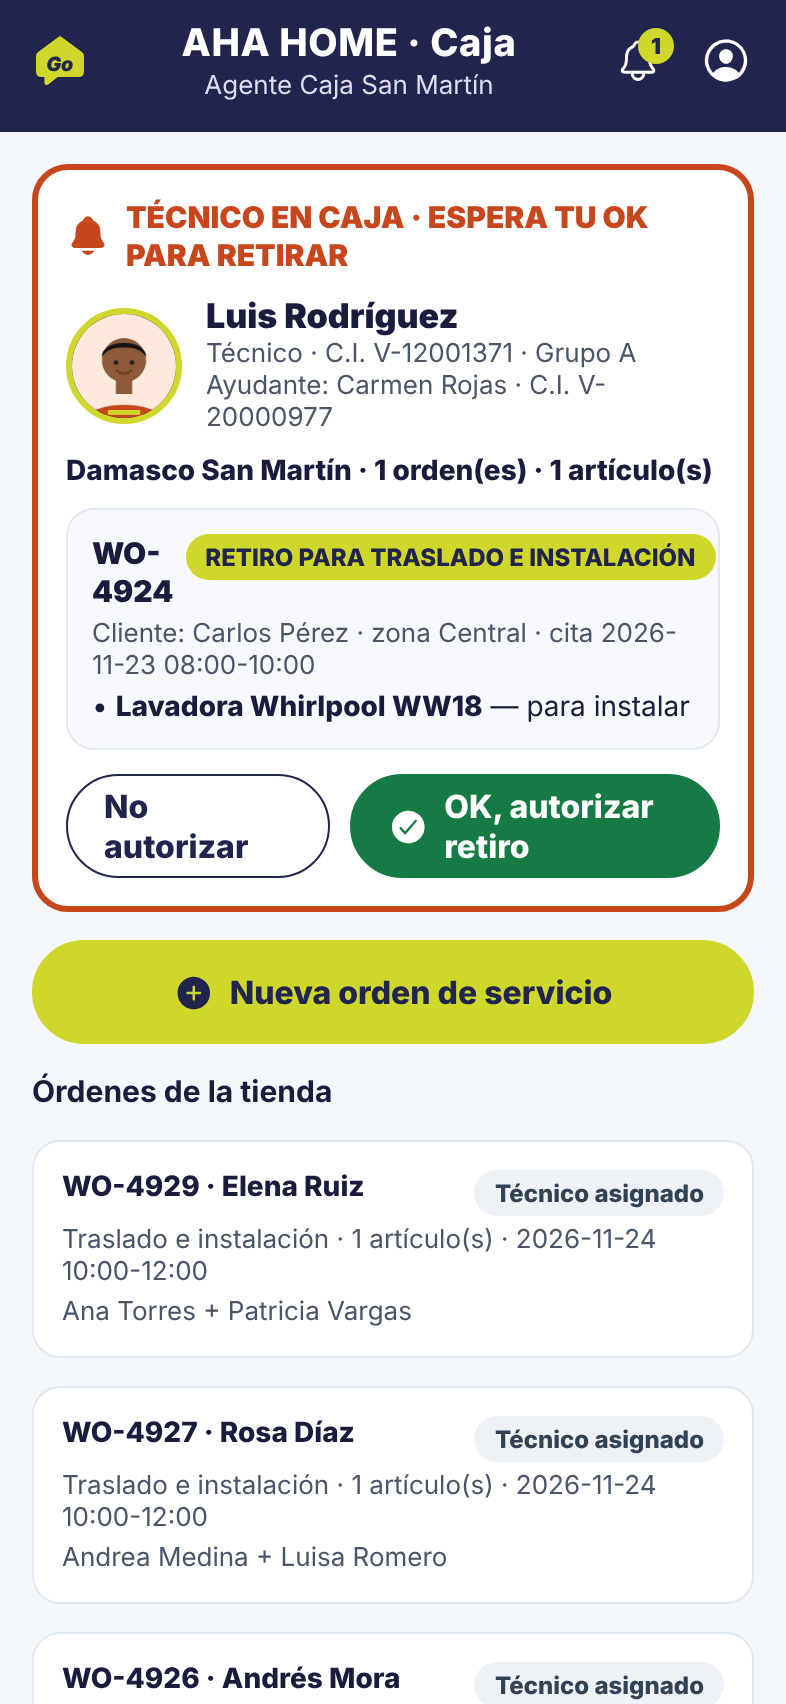 Go
AHA HOME · Caja
Agente Caja San Martín
1
TÉCNICO EN CAJA · ESPERA TU OK
PARA RETIRAR
Luis Rodríguez
Técnico · C.I. V-12001371 · Grupo A
Ayudante: Carmen Rojas · C.I. V-
20000977
Damasco San Martín · 1 orden(es) · 1 artículo(s)
WO-
4924
RETIRO PARA TRASLADO E INSTALACIÓN
Cliente: Carlos Pérez · zona Central · cita 2026-
11-23 08:00-10:00
• Lavadora Whirlpool WW18 — para instalar
No
autorizar
OK, autorizar
retiro
Nueva orden de servicio
Órdenes de la tienda
WO-4929 · Elena Ruiz
Técnico asignado
Traslado e instalación · 1 artículo(s) · 2026-11-24
10:00-12:00
Ana Torres + Patricia Vargas
WO-4927 · Rosa Díaz
Técnico asignado
Traslado e instalación · 1 artículo(s) · 2026-11-24
10:00-12:00
Andrea Medina + Luisa Romero
WO-4926 · Andrés Mora
Técnico asignado